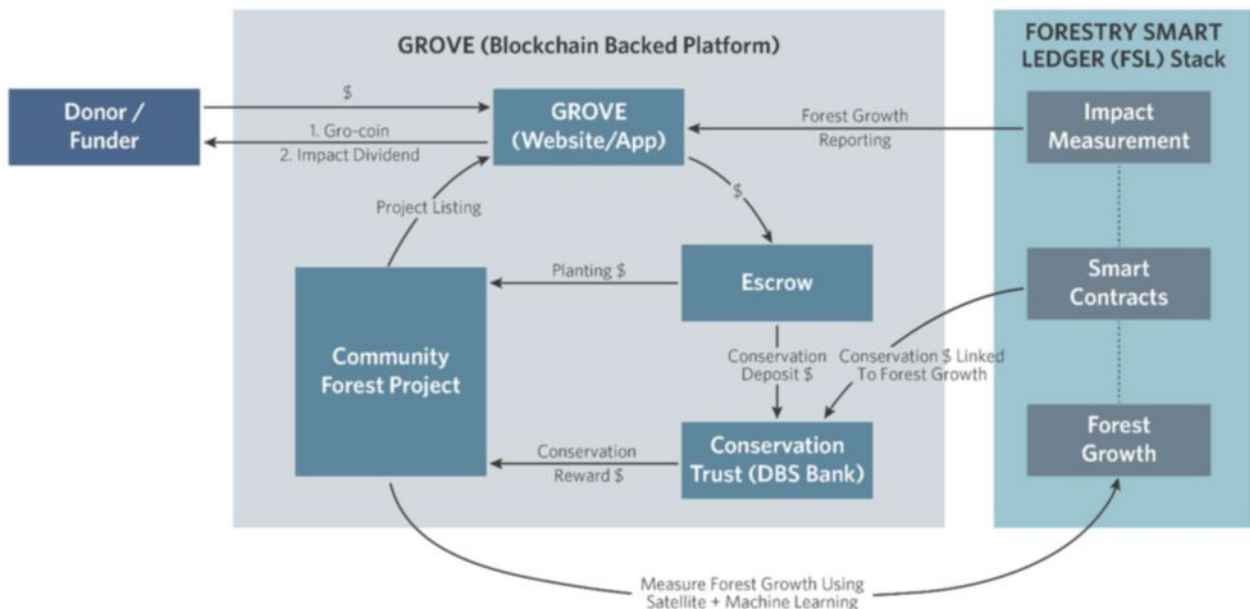 GROVE (Blockchain Backed Platform)
FORESTRY SMART
LEDGER (FSL) Stack
Donor /
Funder
$
1. Gro-coin
2. Impact Dividend
GROVE
(Website/App)
Forest Growth
Reporting
Impact
Measurement
Project Listing
$
Planting $
Escrow
Smart
Contracts
Community
Forest Project
Conservation
Deposit $
Conservation $ Linked
To Forest Growth
Conservation
Reward $
Conservation
Trust (DBS Bank)
Forest
Growth
Measure Forest Growth Using
Satellite + Machine Learning